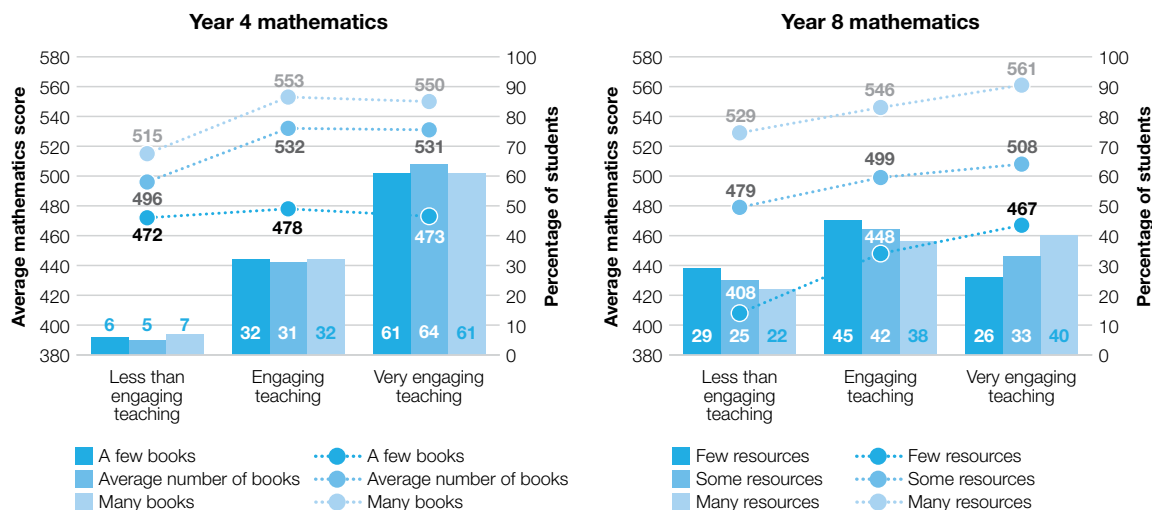 Year 4 mathematics
Average mathematics score
580
560
540
520
500
480
460
440
420
400
380
100
90
80
70
60
50
40
30
20
10
0
Percentage of students
515
553
550
496
532
531
472
478
473
6
5
7
32
31
32
61
64
61
Less than
engaging
teaching
Engaging
teaching
Very engaging
teaching
A few books
Average number of books
Many books
A few books
Average number of books
Many books
Year 8 mathematics
Average mathematics score
580
560
540
520
500
480
460
440
420
400
380
100
90
80
70
60
50
40
30
20
10
0
Percentage of students
529
546
561
479
499
508
408
448
467
29
25
22
45
42
38
26
33
40
Less than
engaging
teaching
Engaging
teaching
Very engaging
teaching
Few resources
Some resources
Many resources
Few resources
Some resources
Many resources